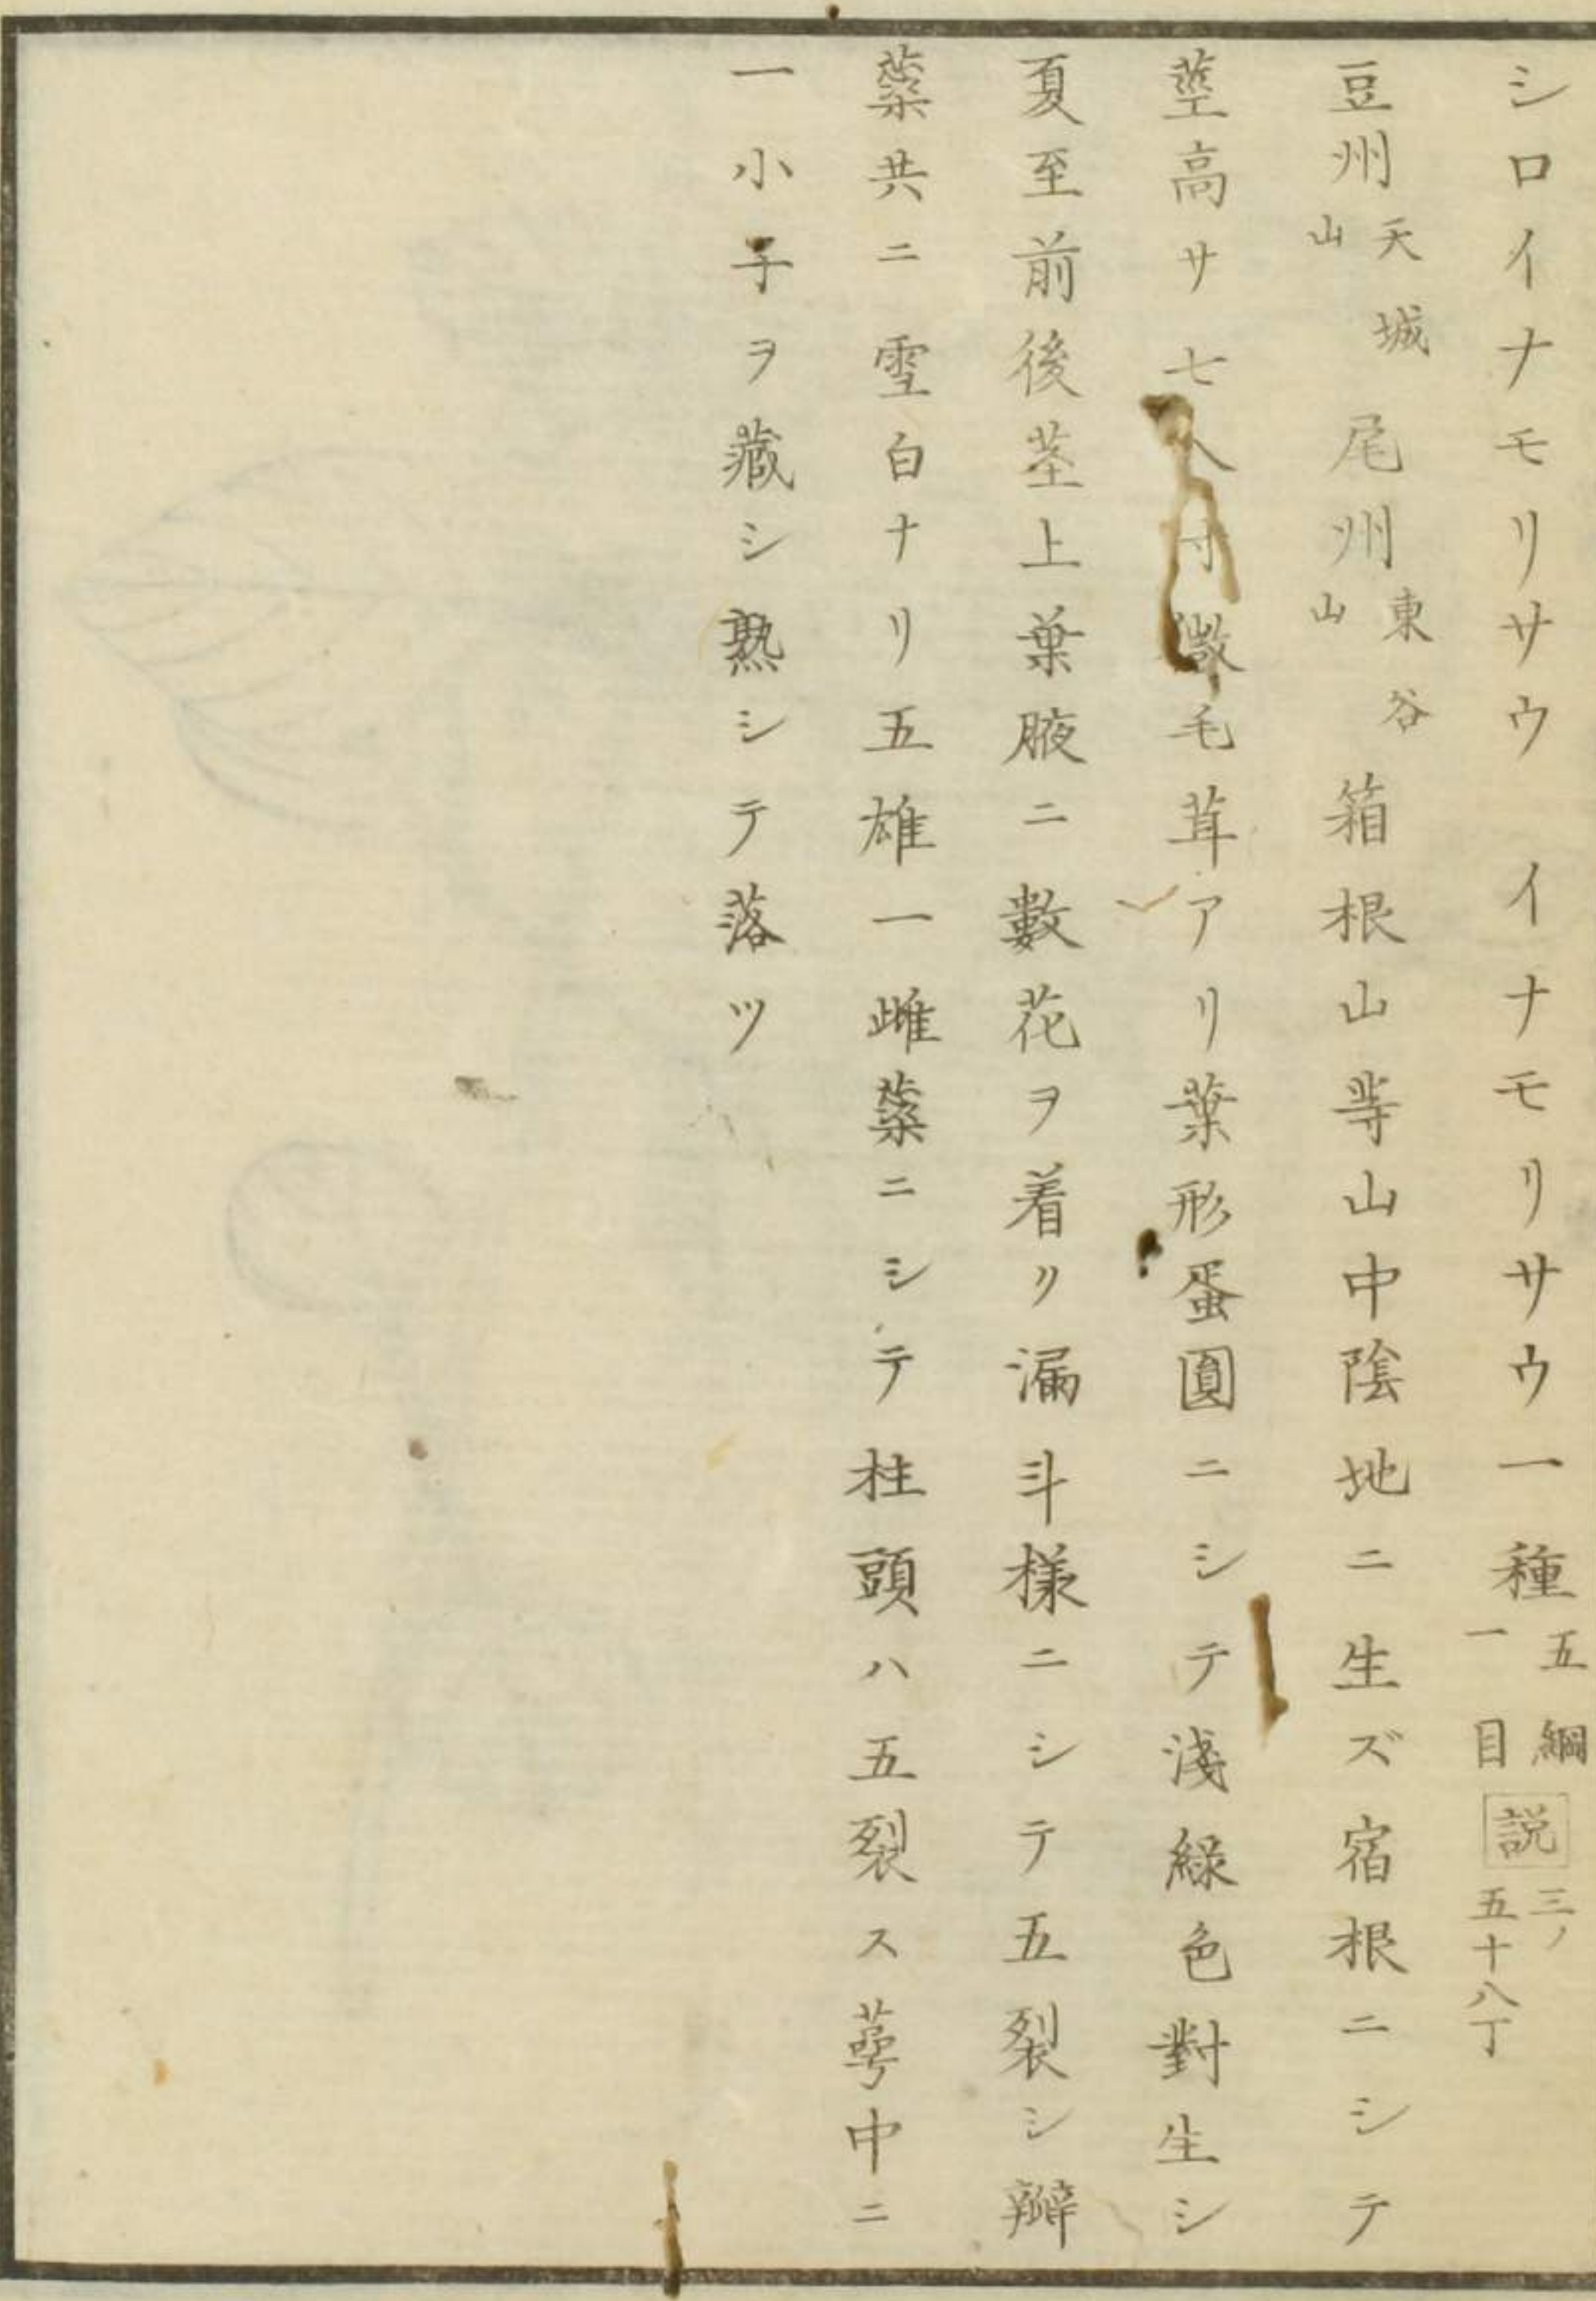 シロイナモリサウ　イナモリサウ一種 五綱一目 説 三ノ五十八丁
豆州 天城山 尾州 東谷山 箱根山等山中陰地ニ生ズ宿根ニシテ
莖高サ七八寸微毛茸アリ葉形蛋圓ニシテ淺綠色對生シ
夏至前後茎上葉腋ニ數花ヲ着ク漏斗様ニシテ五裂シ瓣
蘂共ニ雪白ナリ五雄一雌蘂ニシテ柱頭ハ五裂ス萼中ニ
一小子ヲ藏シ熟シテ落ツ